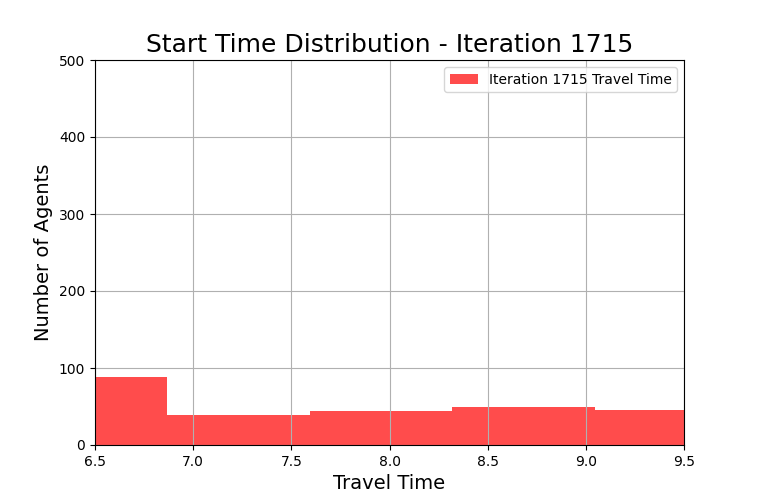 Start Time Distribution - Iteration 1715
Iteration 1715 Travel Time
Number of Agents
500
400
300
200
100
0
6.5 7.0 7.5 8.0 8.5 9.0 9.5
Travel Time